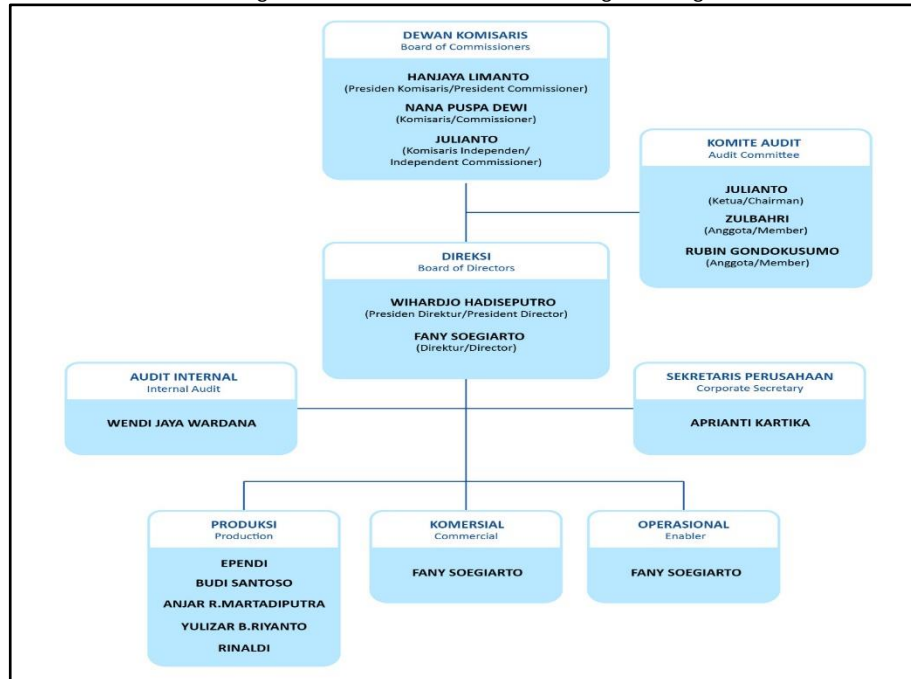 DEWAN KOMISARIS
Board of Commissioners
HANJAYA LIMANTO
(Presiden Komisaris/President Commissioner)
NANA PUSPA DEWI
(Komisaris/Commissioner)
JULIANTO
(Komisaris Independen/
Independent Commissioner)
KOMITE AUDIT
Audit Committee
JULIANTO
(Ketua/Chairman)
ZULBAHRI
(Anggota/Member)
RUBIN GONDOKUSUMO
(Anggota/Member)
DIREKSI
Board of Directors
WIHARDJO HADISEPUTRO
(Presiden Direktur/President Director)
FANY SOEGIARTO
(Direktur/Director)
AUDIT INTERNAL
Internal Audit
WENDI JAYA WARDANA
SEKRETARIS PERUSAHAAN
Corporate Secretary
APRIANTI KARTIKA
PRODUKSI
Production
EPENDI
BUDI SANTOSO
ANJAR R.MARTADIPUTRA
YULIZAR B.RIYANTO
RINALDI
KOMERSIAL
Commercial
FANY SOEGIARTO
OPERASIONAL
Enabler
FANY SOEGIARTO